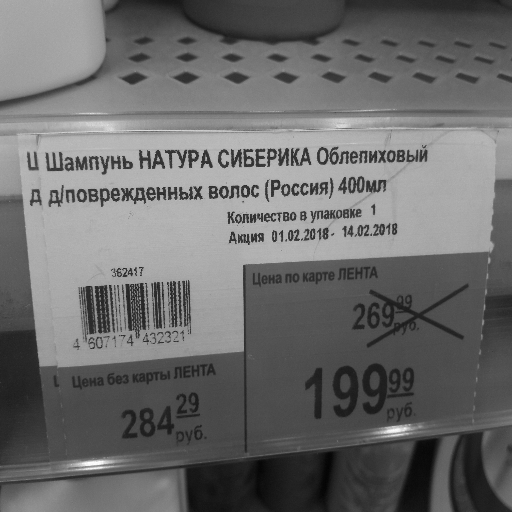 Ш Шампунь НАТУРА СИБЕРИКА Облепиховый
д д/поврежденных волос (Россия) 400мл
Количество в упаковке 1
Акция 01.02.2018- 14.02.2018
362417
4 607174 432321
Цена по карте ЛЕНТА
269 99
руб.
199 99
руб.
Цена без карты ЛЕНТА
284 29
руб.